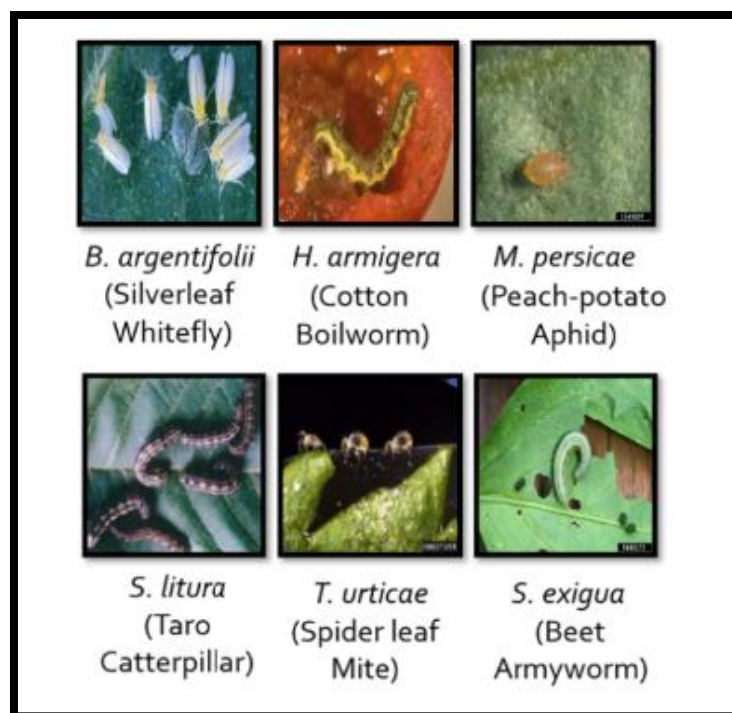 B. argentifolii
(Silverleaf
Whitefly)
H. armigera
(Cotton
Boilworm)
M. persicae
(Peach-potato
Aphid)
S. litura
(Taro
Catterpillar)
T. urticae
(Spider leaf
Mite)
S. exigua
(Beet
Armyworm)